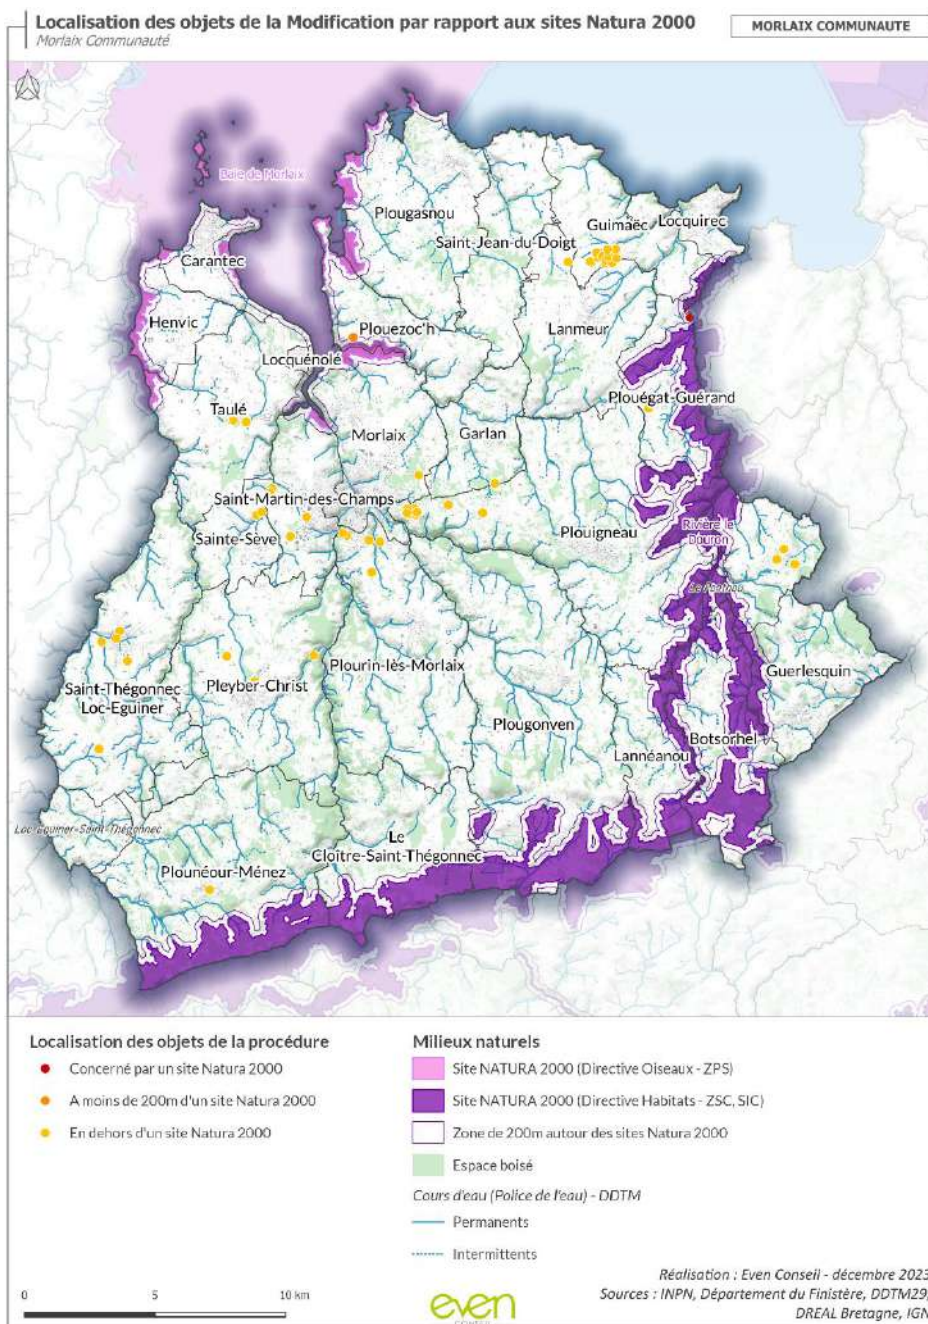 Localisation des objets de la Modification par rapport aux sites Natura 2000
Morlaix Communauté
MORLAIX COMMUNAUTE
Baie de Morlaix
Plougasnou
Guimaëc
Locquirec
Saint-Jean-du-Doigt
Carantec
Henvic
Plouezoc'h
Lanmeur
Locquénolé
Plouégat-Guérand
Taulé
Morlaix
Garlan
Saint-Martin-des-Champs
Sainte-Sève
Plouigneau
Rivière le
Douron
Plourin-lès-Morlaix
Guerlesquin
Saint-Thégonnec
Loc-Eguiner
Pleyber-Christ
Plougonven
Botsorhel
Lannéanou
Loc-Eguiner-Saint-Thégonnec
Le
Cloître-Saint-Thégonnec
Plounéour-Ménez
Localisation des objets de la procédure
Concerné par un site Natura 2000
A moins de 200m d'un site Natura 2000
En dehors d'un site Natura 2000
Milieux naturels
Site NATURA 2000 (Directive Oiseaux - ZPS)
Site NATURA 2000 (Directive Habitats - ZSC, SIC)
Zone de 200m autour des sites Natura 2000
Espace boisé
Cours d'eau (Police de l'eau) - DDTM
Permanents
Intermittents
0 5 10 km
even
Réalisation : Even Conseil - décembre 2023
Sources : INPN, Département du Finistère, DDTM29,
DREAL Bretagne, IGN